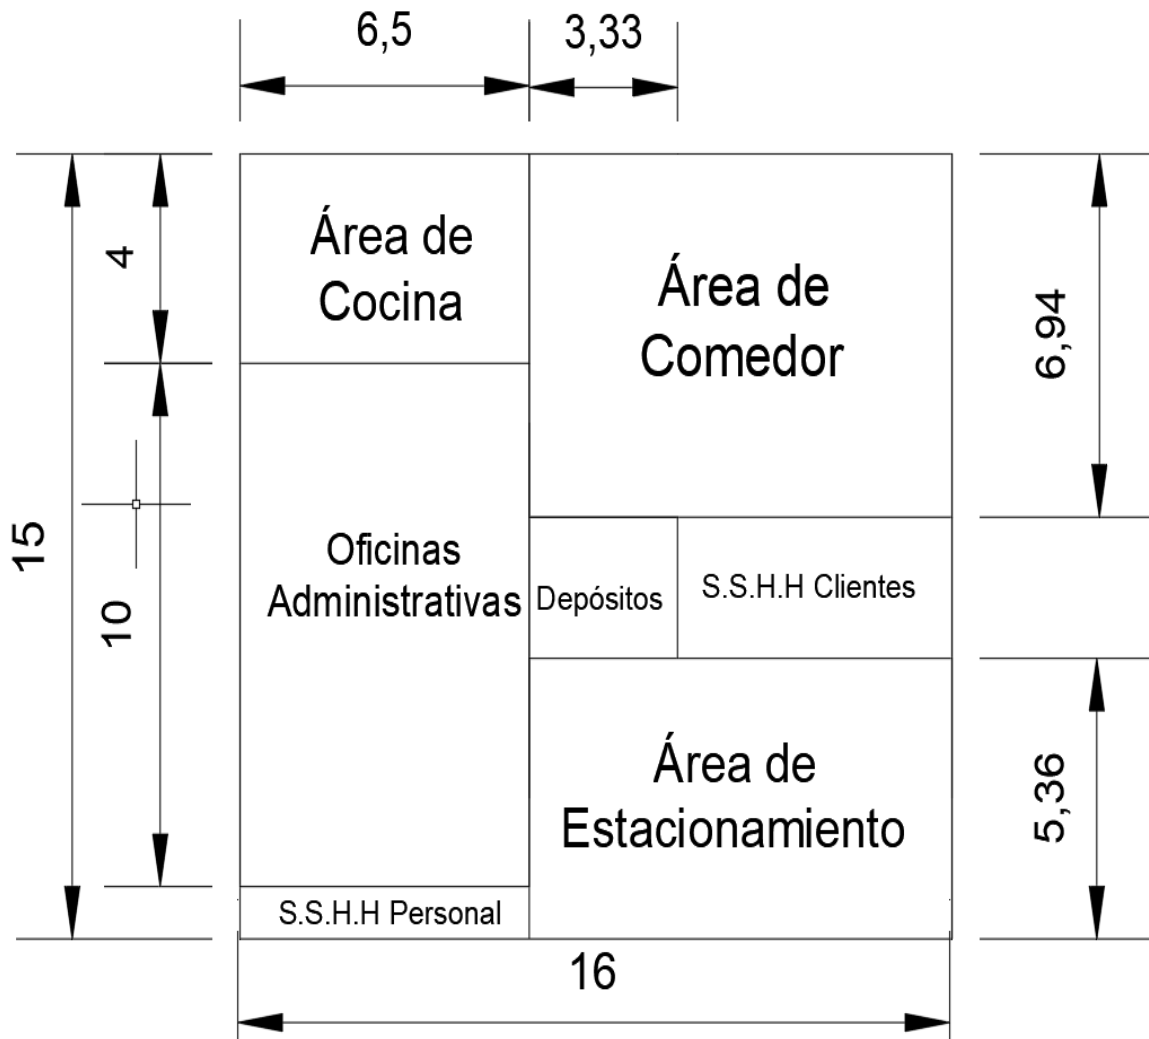 6,5
3,33
4
Área de
Cocina
Área de
Comedor
6,94
15
10
Oficinas
Administrativas
Depósitos
S.S.H.H Clientes
Área de
Estacionamiento
5,36
S.S.H.H Personal
16